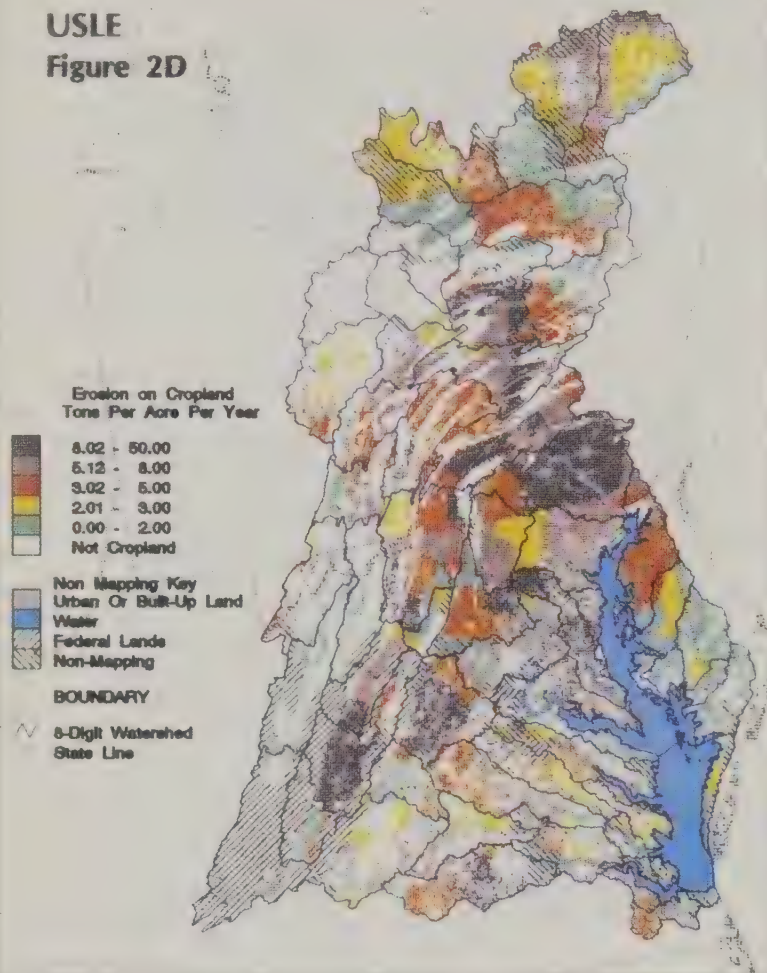 USLE
Figure 2D
Erosion on Cropland
Tons Per Acre Per Year
8.02 - 50.00
5.12 - 8.00
3.02 - 5.00
2.01 - 3.00
0.00 - 2.00
Not Cropland
Non Mapping Key
Urban Or Built-Up Land
Water
Federal Lands
Non-Mapping
BOUNDARY
8-Digit Watershed
State Line